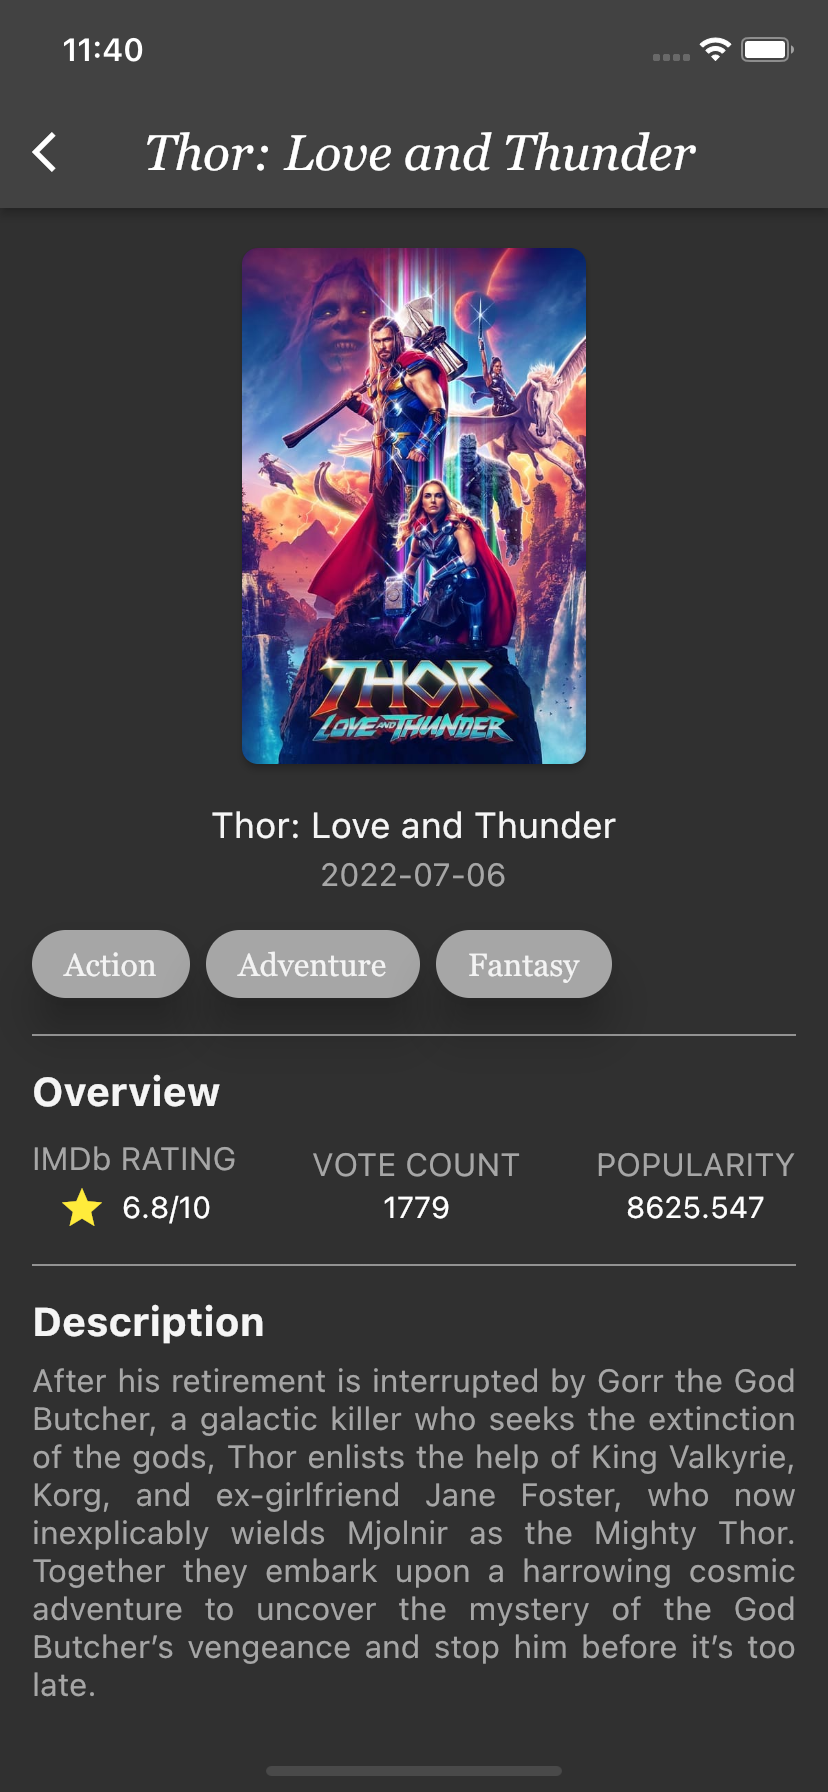 11:40
Thor: Love and Thunder
THOR
LOVE AND THUNDER
Thor: Love and Thunder
2022-07-06
Action Adventure Fantasy
Overview
IMDb RATING VOTE COUNT POPULARITY
6.8/10 1779 8625.547
Description
After his retirement is interrupted by Gorr the God
Butcher, a galactic killer who seeks the extinction
of the gods, Thor enlists the help of King Valkyrie,
Korg, and ex-girlfriend Jane Foster, who now
inexplicably wields Mjolnir as the Mighty Thor.
Together they embark upon a harrowing cosmic
adventure to uncover the mystery of the God
Butcher’s vengeance and stop him before it’s too
late.